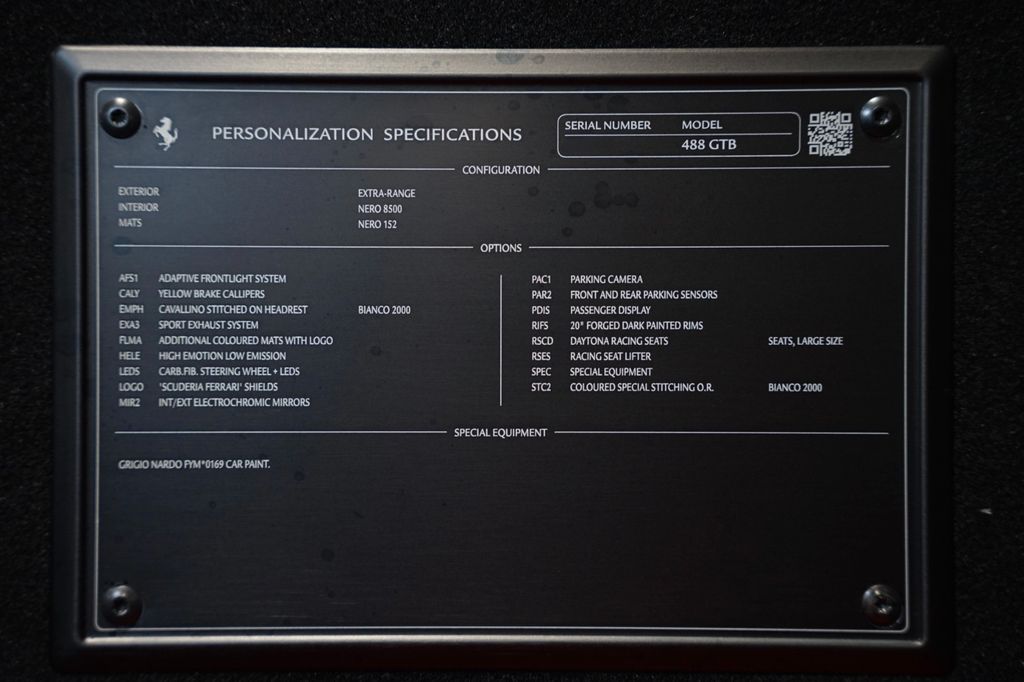 PERSONALIZATION SPECIFICATIONS
SERIAL NUMBER MODEL
488 GTB
CONFIGURATION
EXTERIOR EXTRA-RANGE
INTERIOR NERO 8500
MATS NERO 152
OPTIONS
AFS1 ADAPTIVE FRONTLIGHT SYSTEM
CALY YELLOW BRAKE CALLIPERS
EMPH CAVALLINO STITCHED ON HEADREST BIANCO 2000
EXA3 SPORT EXHAUST SYSTEM
FLMA ADDITIONAL COLOURED MATS WITH LOGO
HELE HIGH EMOTION LOW EMISSION
LEDS CARB.FIB. STEERING WHEEL + LEDS
LOGO 'SCUDERIA FERRARI' SHIELDS
MIR2 INT/EXT ELECTROCHROMIC MIRRORS
PAC1 PARKING CAMERA
PAR2 FRONT AND REAR PARKING SENSORS
PDIS PASSENGER DISPLAY
RIFS 20" FORGED DARK PAINTED RIMS
RSCD DAYTONA RACING SEATS SEATS, LARGE SIZE
RSES RACING SEAT LIFTER
SPEC SPECIAL EQUIPMENT
STC2 COLOURED SPECIAL STITCHING O.R. BIANCO 2000
SPECIAL EQUIPMENT
GRIGIO NARDO FYM*0169 CAR PAINT.